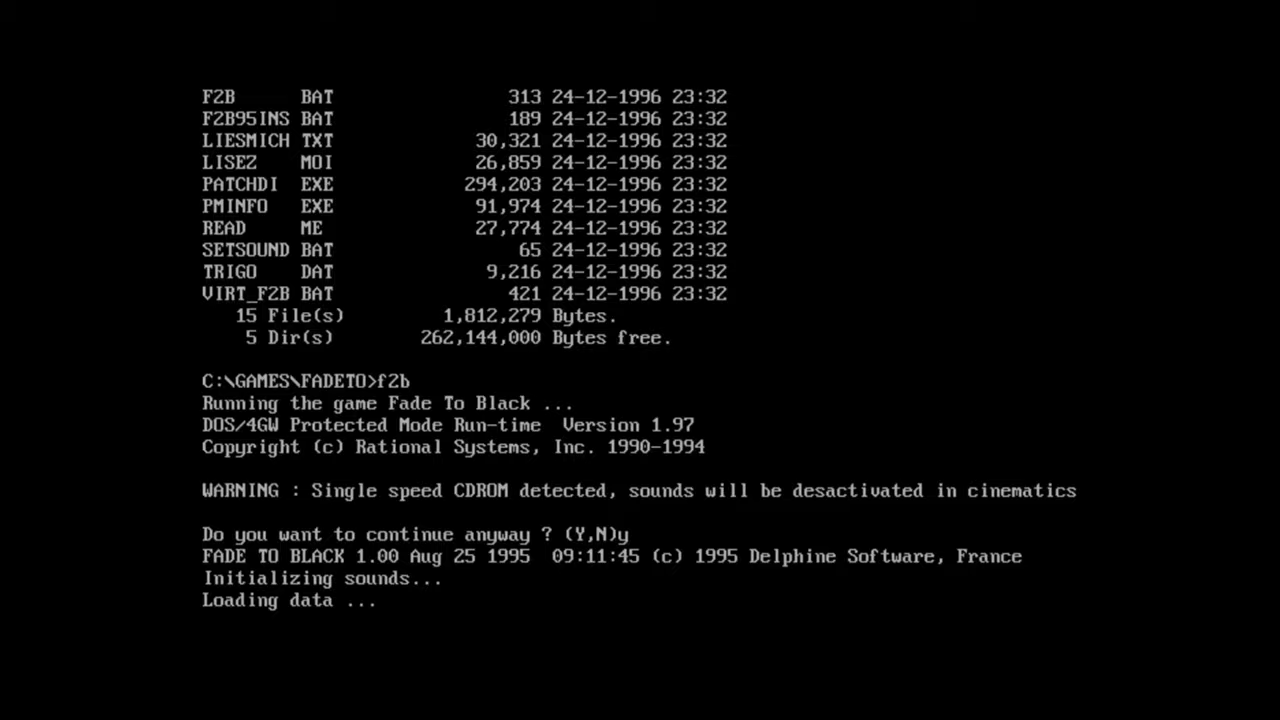 F2B      BAT                313 24-12-1996 23:32
F2B95INS BAT                189 24-12-1996 23:32
LIESMICH TXT             30,321 24-12-1996 23:32
LISEZ    MOI             26,859 24-12-1996 23:32
PATCHDI  EXE            294,203 24-12-1996 23:32
PMINFO   EXE             91,974 24-12-1996 23:32
READ     ME              27,774 24-12-1996 23:32
SETSOUND BAT                 65 24-12-1996 23:32
TRIGO    DAT              9,216 24-12-1996 23:32
VIRT_F2B BAT                421 24-12-1996 23:32
   15 File(s)         1,812,279 Bytes.
    5 Dir(s)        262,144,000 Bytes free.
C:\GAMES\FADETO>f2b
Running the game Fade To Black ...
DOS/4GW Protected Mode Run-time  Version 1.97
Copyright (c) Rational Systems, Inc. 1990-1994
WARNING : Single speed CDROM detected, sounds will be desactivated in cinematics
Do you want to continue anyway ? (Y,N)y
FADE TO BLACK 1.00 Aug 25 1995  09:11:45 (c) 1995 Delphine Software, France
Initializing sounds...
Loading data ...